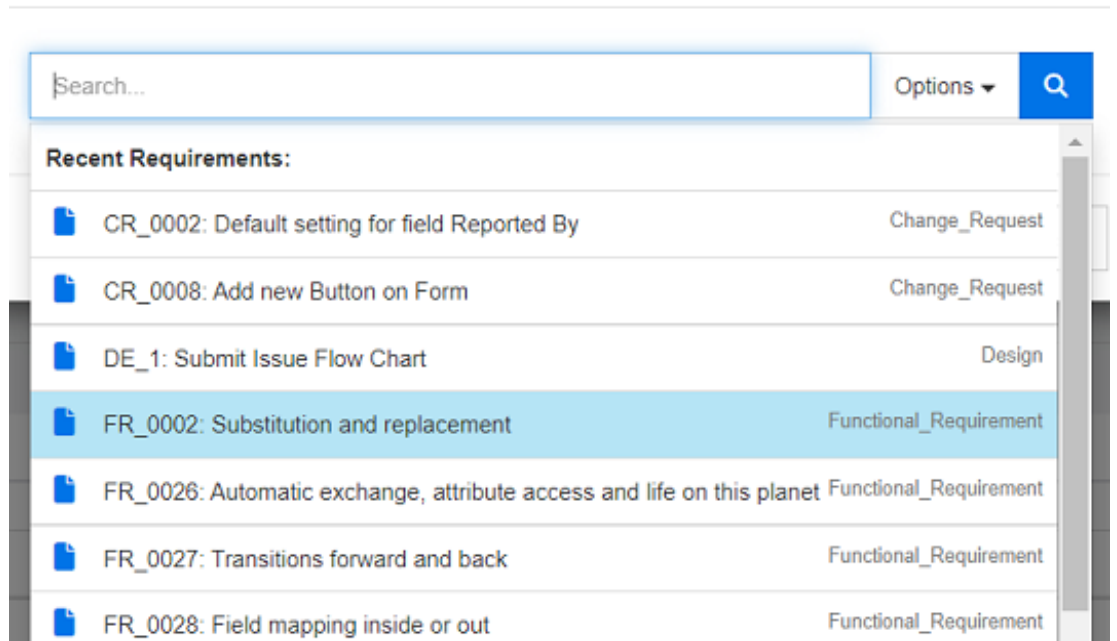 Search...
Options
Recent Requirements:
CR_0002: Default setting for field Reported By Change_Request
CR_0008: Add new Button on Form Change_Request
DE_1: Submit Issue Flow Chart Design
FR_0002: Substitution and replacement Functional_Requirement
FR_0026: Automatic exchange, attribute access and life on this planet Functional_Requirement
FR_0027: Transitions forward and back Functional_Requirement
FR_0028: Field mapping inside or out Functional_Requirement